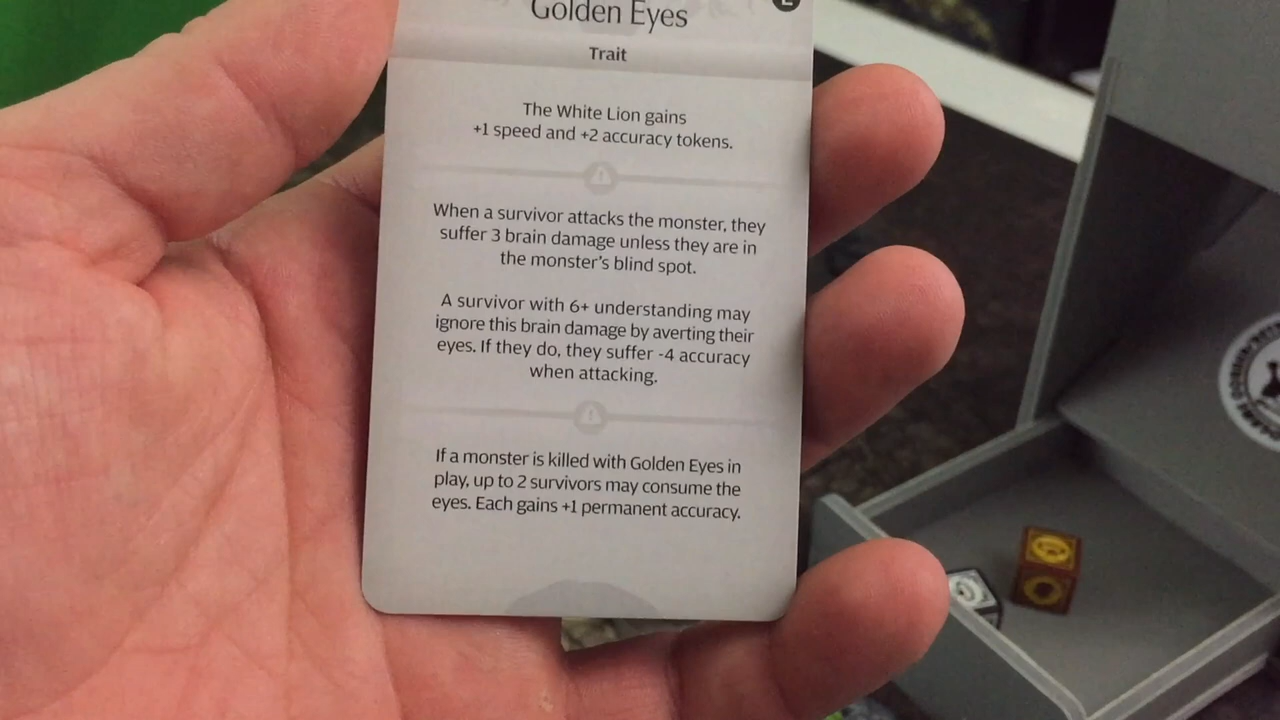 Golden Eyes
L
Trait
The White Lion gains
+1 speed and +2 accuracy tokens.
When a survivor attacks the monster, they
suffer 3 brain damage unless they are in
the monster's blind spot.
A survivor with 6+ understanding may
ignore this brain damage by averting their
eyes. If they do, they suffer -4 accuracy
when attacking.
If a monster is killed with Golden Eyes in
play, up to 2 survivors may consume the
eyes. Each gains +1 permanent accuracy.